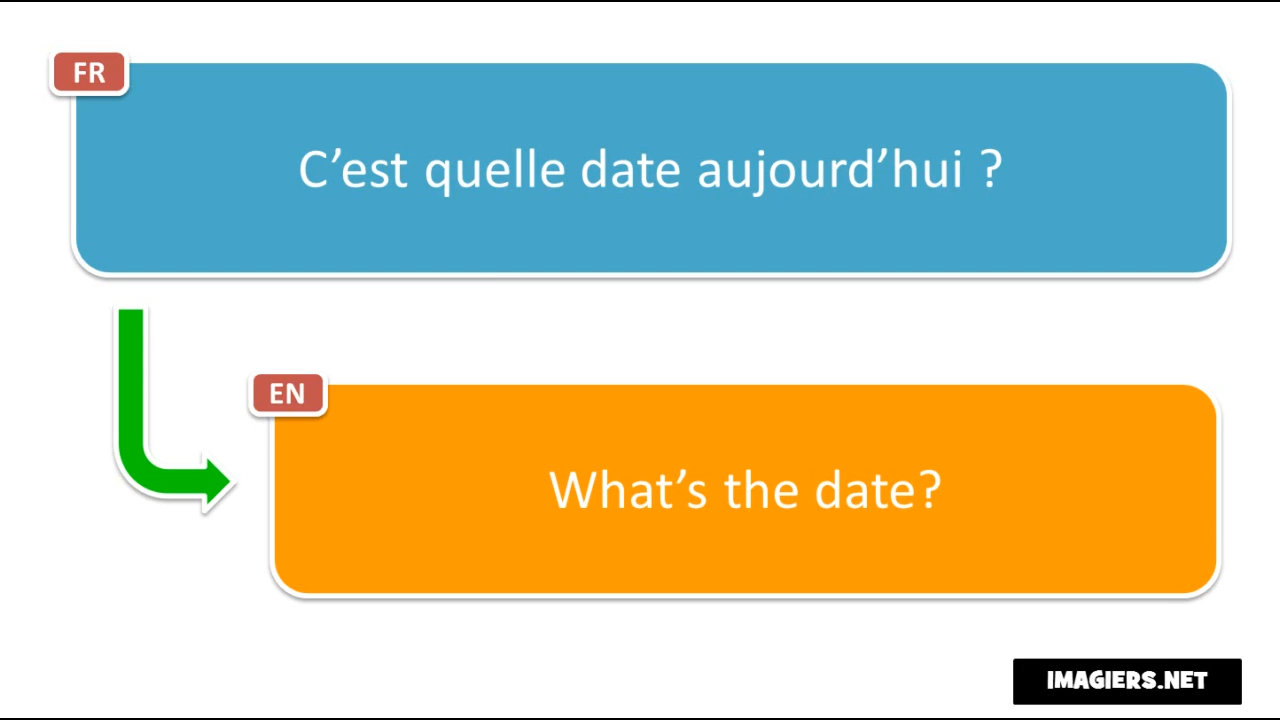 FR
C’est quelle date aujourd’hui ?
EN
What’s the date?
IMAGIERS.NET